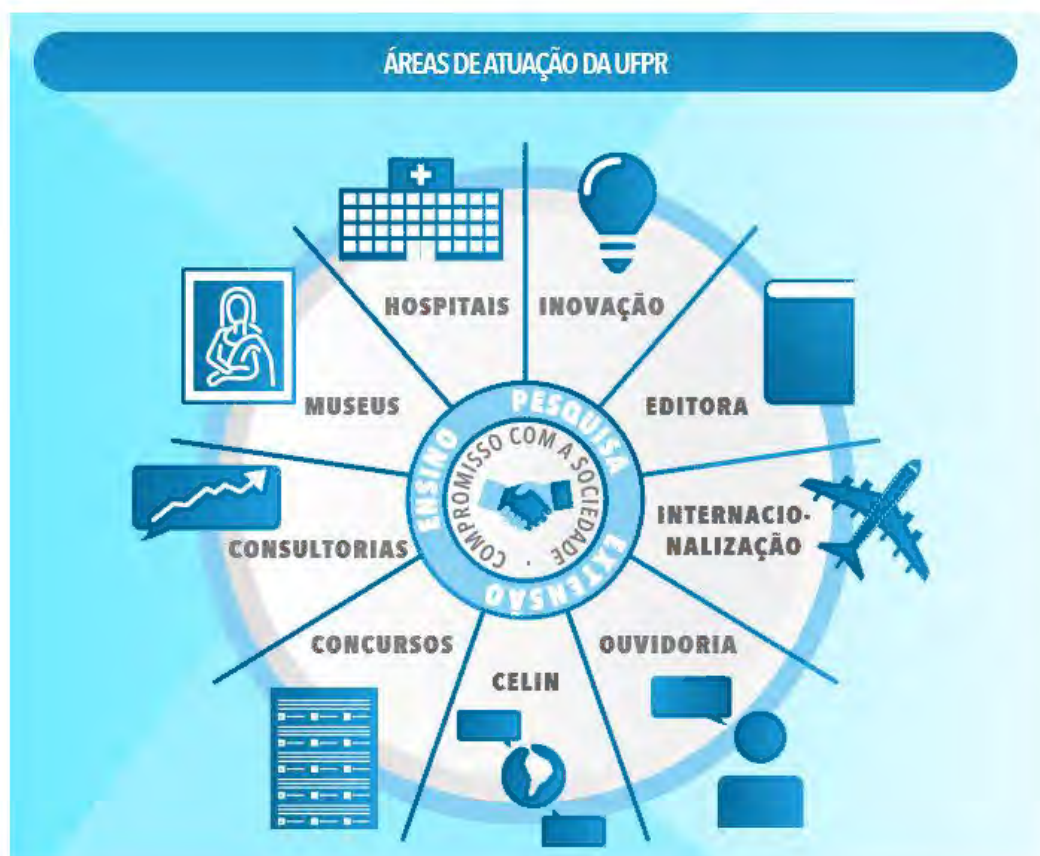 ÁREAS DE ATUAÇÃO DA UFPR
HOSPITAIS
INOVAÇÃO
MUSEUS
EDITORA
CONSULTORIAS
INTERNACIO-
NALIZAÇÃO
CONCURSOS
CELIN
OUVIDORIA
ENSINO
PESQUISA
EXTENSÃO
COMPROMISSO COM A SOCIEDADE ·